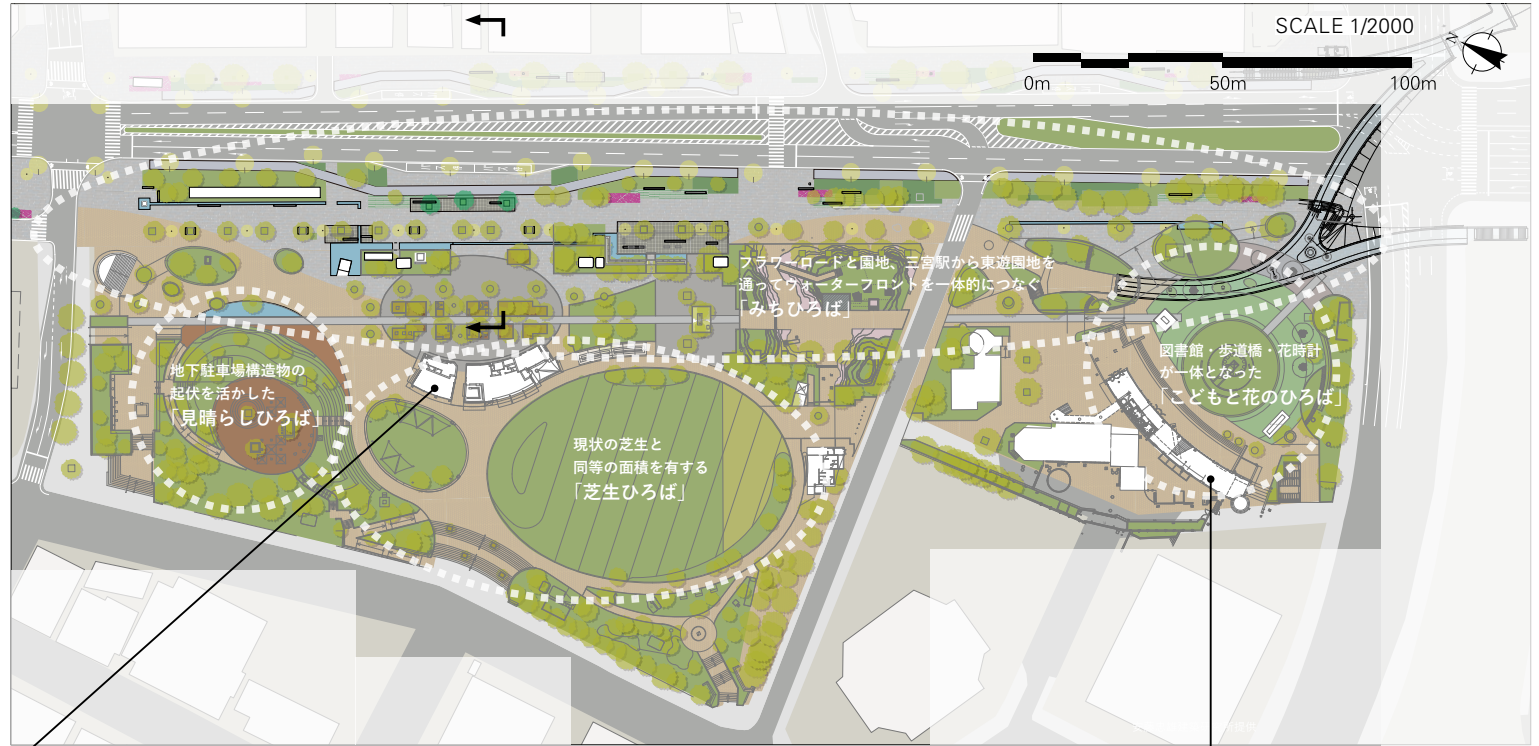 SCALE 1/2000
N
0m
50m
100m
フラワーロードと園地、三宮駅から東遊園地を
通ってウォーターフロントを一体的につなぐ
「みちひろば」
地下駐車場構造物の
起伏を活かした
「見晴らしひろば」
現状の芝生と
同等の面積を有する
「芝生ひろば」
図書館・歩道橋・花時計
が一体となった
「こどもと花のひろば」